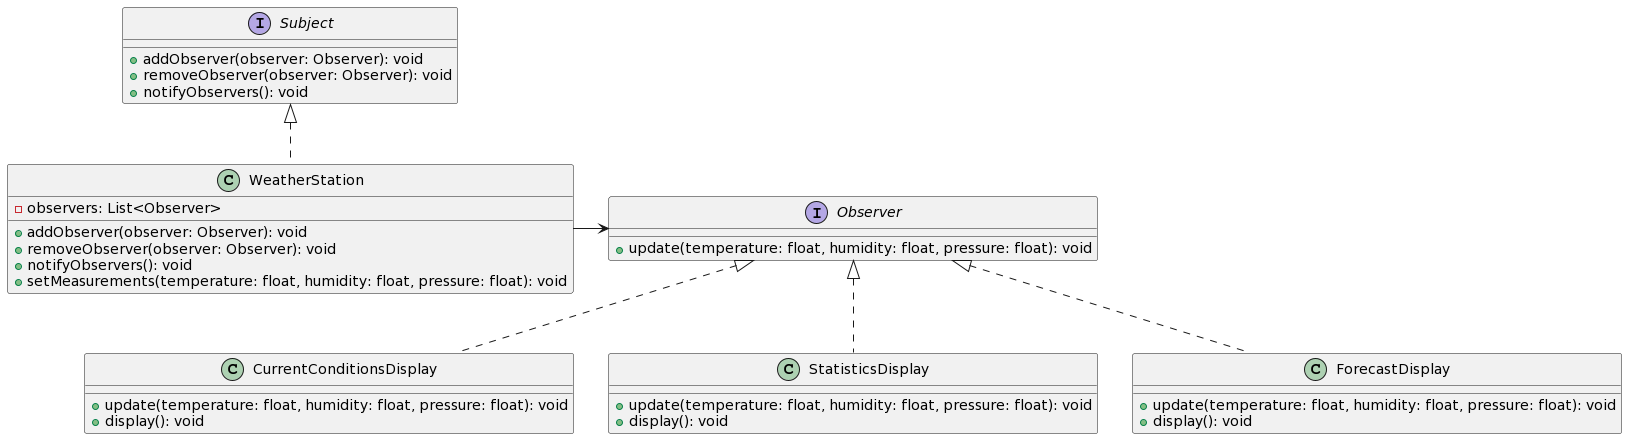 I Subject
addObserver(observer: Observer): void
removeObserver(observer: Observer): void
notifyObservers(): void
C WeatherStation
observers: List<Observer>
addObserver(observer: Observer): void
removeObserver(observer: Observer): void
notifyObservers(): void
setMeasurements(temperature: float, humidity: float, pressure: float): void
I Observer
update(temperature: float, humidity: float, pressure: float): void
C CurrentConditionsDisplay
update(temperature: float, humidity: float, pressure: float): void
display(): void
C StatisticsDisplay
update(temperature: float, humidity: float, pressure: float): void
display(): void
C ForecastDisplay
update(temperature: float, humidity: float, pressure: float): void
display(): void